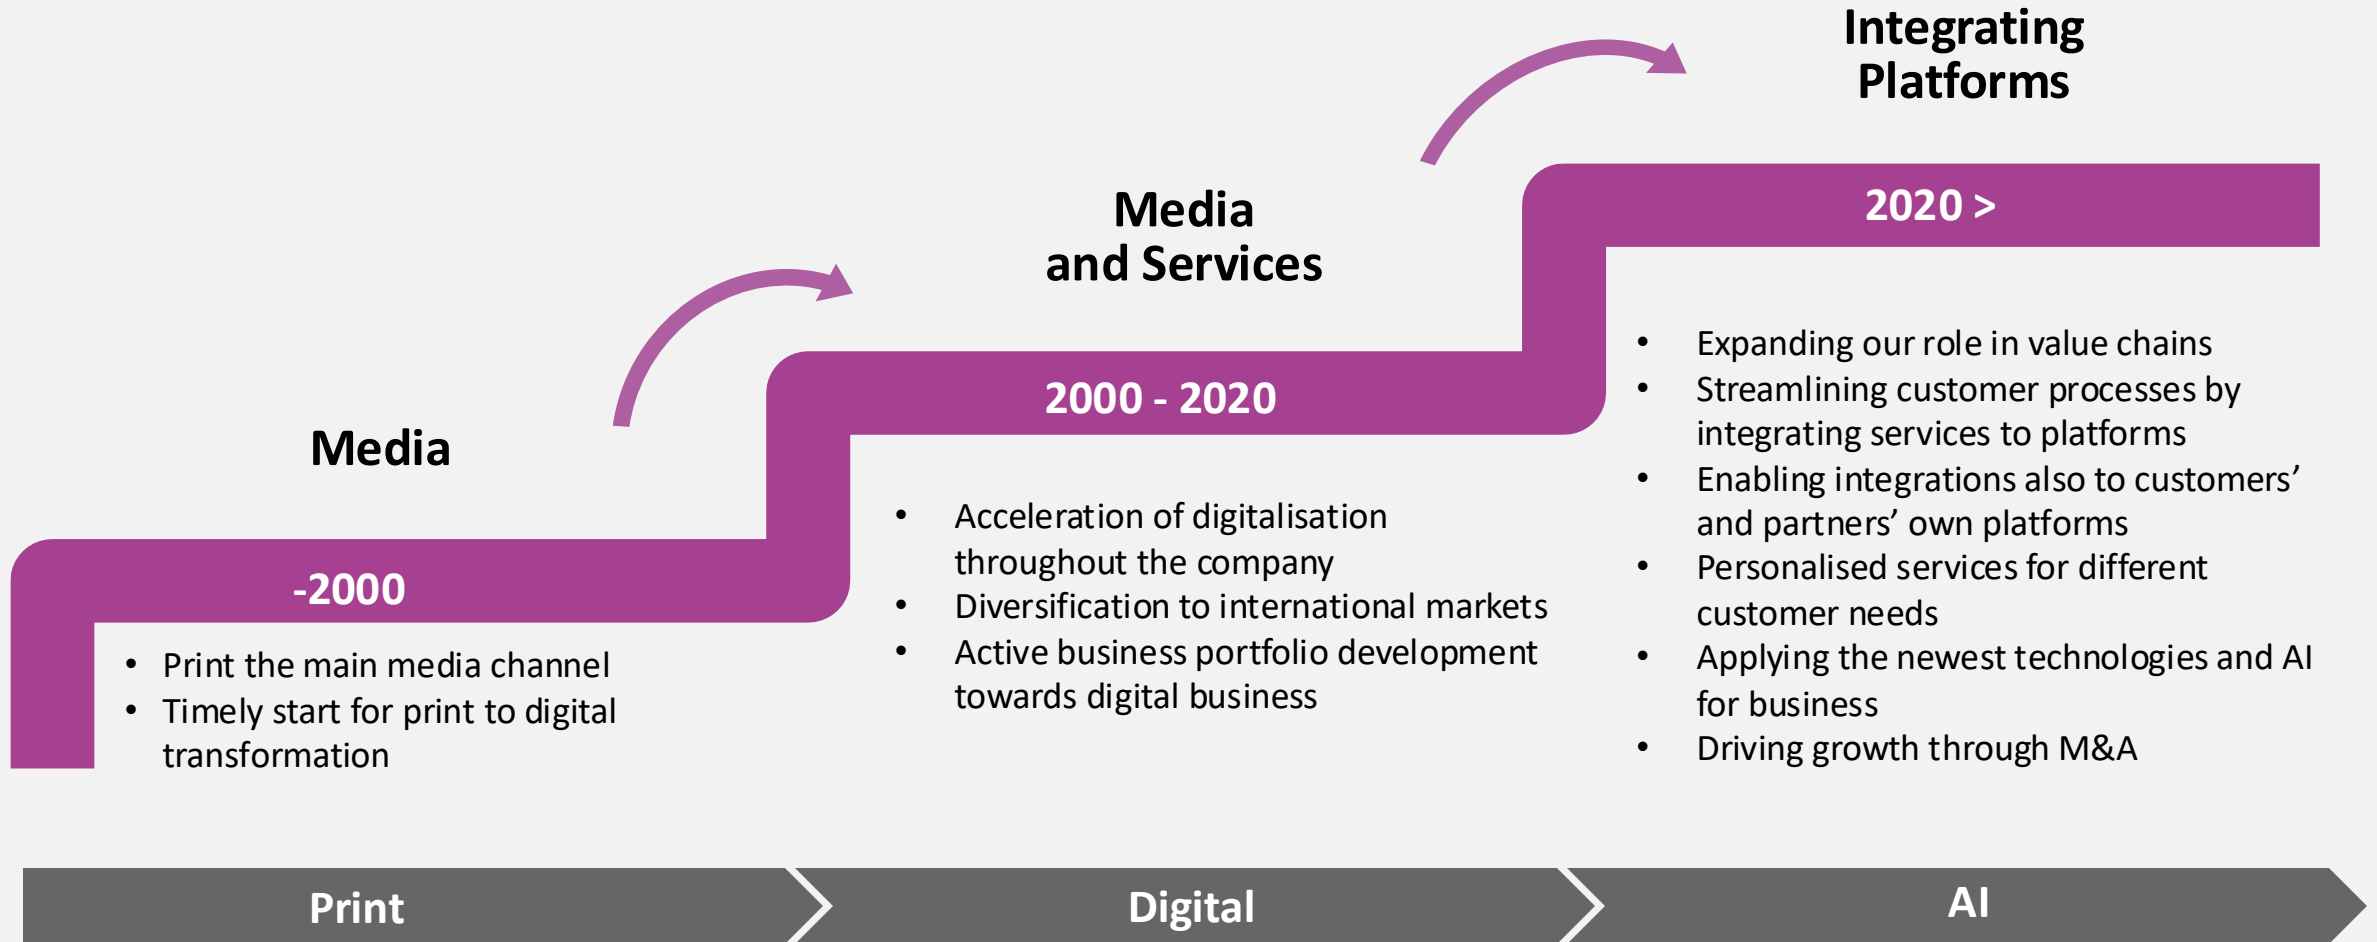 Integrating
Platforms
2020 >
• Expanding our role in value chains
• Streamlining customer processes by
integrating services to platforms
• Enabling integrations also to customers’
and partners’ own platforms
• Personalised services for different
customer needs
• Applying the newest technologies and AI
for business
• Driving growth through M&A
Media
and Services
2000 - 2020
• Acceleration of digitalisation
throughout the company
• Diversification to international markets
• Active business portfolio development
towards digital business
Media
-2000
• Print the main media channel
• Timely start for print to digital
transformation
Print
Digital
AI